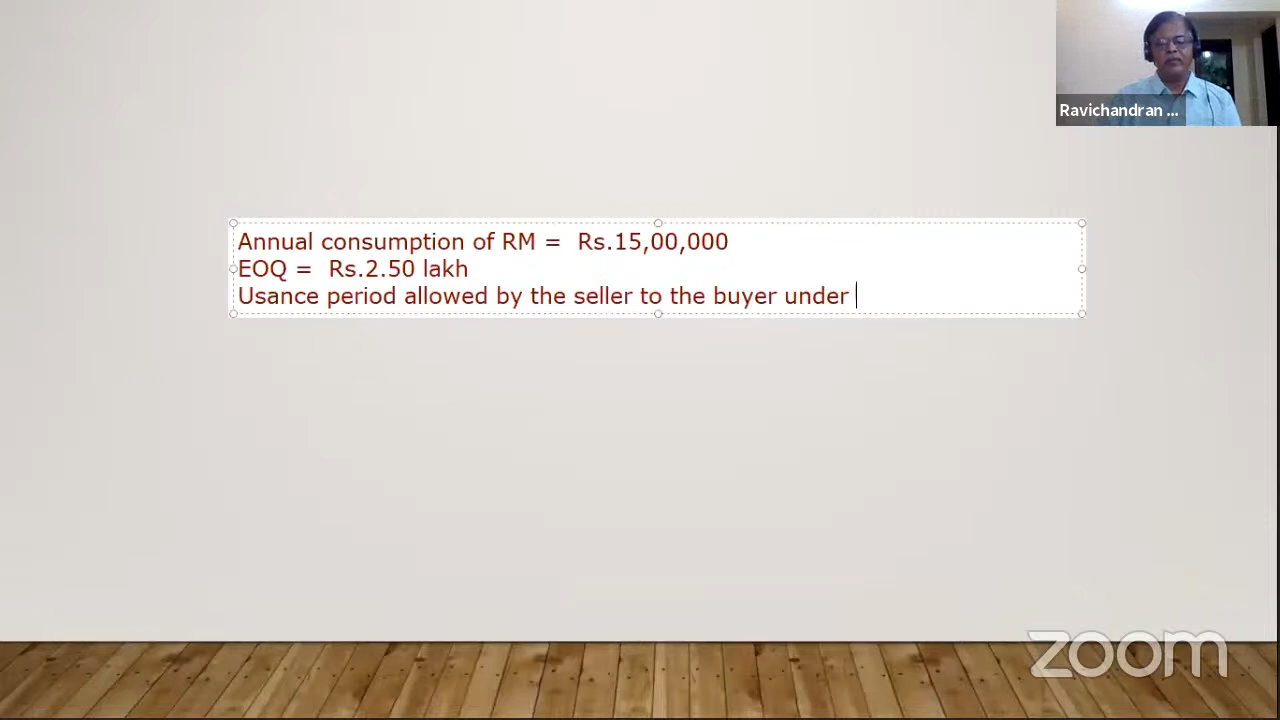 Ravichandran ...
Annual consumption of RM = Rs.15,00,000
EOQ = Rs.2.50 lakh
Usance period allowed by the seller to the buyer under
zoom